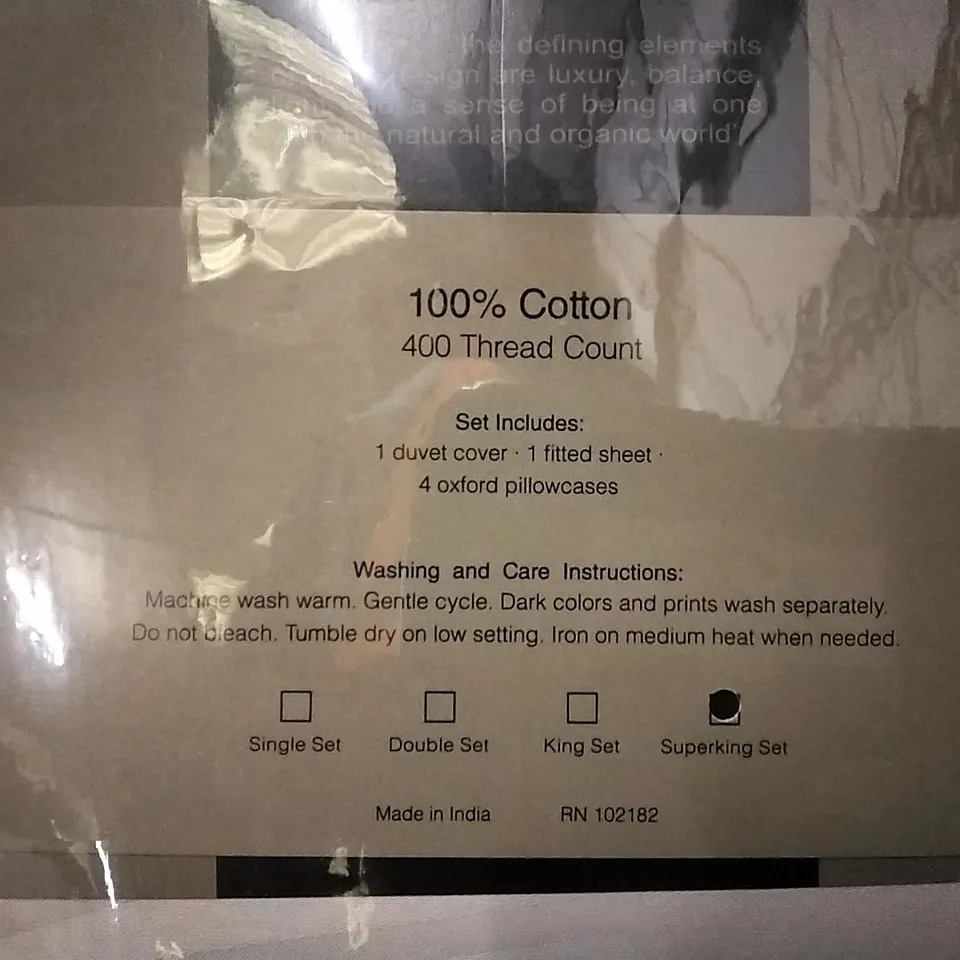 the defining elements
are luxury, balance,
a sense of being at one
natural and organic world'.
100% Cotton
400 Thread Count
Set Includes:
1 duvet cover · 1 fitted sheet ·
4 oxford pillowcases
Washing and Care Instructions:
Machine wash warm. Gentle cycle. Dark colors and prints wash separately.
Do not bleach. Tumble dry on low setting. Iron on medium heat when needed.
Single Set Double Set King Set Superking Set
Made in India RN 102182